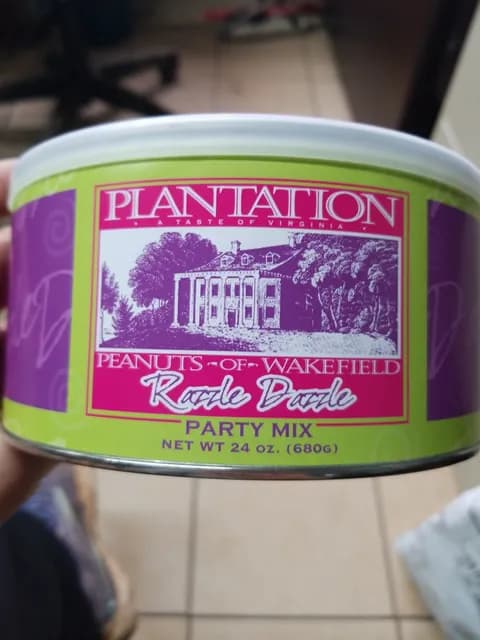 PLANTATION
A TASTE OF VIRGINIA
PEANUTS -OF- WAKEFIELD
Razzle Dazzle
PARTY MIX
NET WT 24 OZ. (680G)